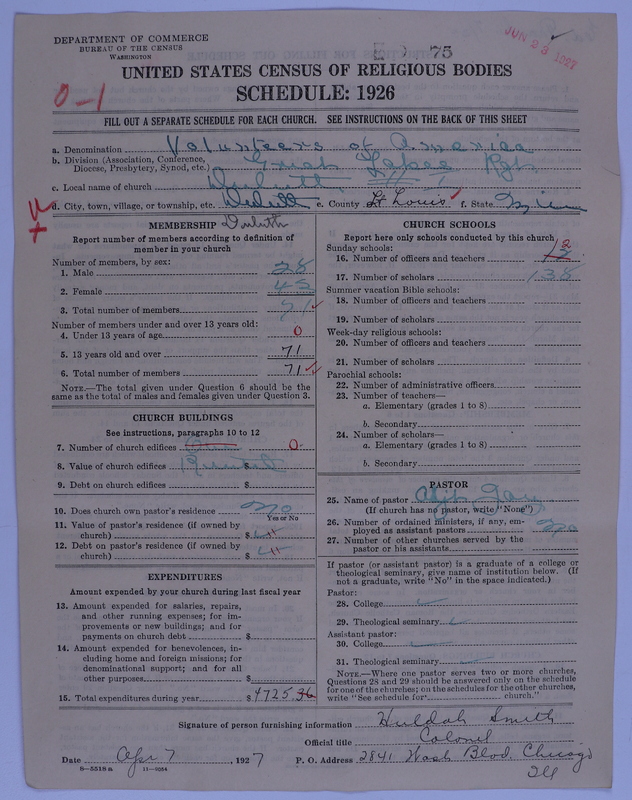 DEPARTMENT OF COMMERCE
BUREAU OF THE CENSUS
WASHINGTON
75
JUN 23 1927
UNITED STATES CENSUS OF RELIGIOUS BODIES
SCHEDULE: 1926
0-1
FILL OUT A SEPARATE SCHEDULE FOR EACH CHURCH. SEE INSTRUCTIONS ON THE BACK OF THIS SHEET
a. Denomination Volunteers of America
b. Division (Association, Conference, Diocese, Presbytery, Synod, etc.) Great Lakes Rgt
c. Local name of church Duluth # 1
d. City, town, village, or township, etc. Duluth e. County St Louis f. State
MEMBERSHIP Duluth
Report number of members according to definition of
member in your church
Number of members, by sex:
1. Male 28
2. Female 43
3. Total number of members 71
Number of members under and over 13 years old:
4. Under 13 years of age 0
5. 13 years old and over 71
6. Total number of members 71
NOTE.—The total given under Question 6 should be the
same as the total of males and females given under Question 3.
CHURCH BUILDINGS
See instructions, paragraphs 10 to 12
7. Number of church edifices 0
8. Value of church edifices $
9. Debt on church edifices $
10. Does church own pastor's residence No
Yes or No
11. Value of pastor's residence (if owned by
church) $
12. Debt on pastor's residence (if owned by
church) $
EXPENDITURES
Amount expended by your church during last fiscal year
13. Amount expended for salaries, repairs,
and other running expenses; for im-
provements or new buildings; and for
payments on church debt $
14. Amount expended for benevolences, in-
cluding home and foreign missions; for
denominational support; and for all
other purposes $
15. Total expenditures during year $ 4725.36
CHURCH SCHOOLS
Report here only schools conducted by this church
Sunday schools:
16. Number of officers and teachers 12
17. Number of scholars 138
Summer vacation Bible schools:
18. Number of officers and teachers
19. Number of scholars
Week-day religious schools:
20. Number of officers and teachers
21. Number of scholars
Parochial schools:
22. Number of administrative officers
23. Number of teachers—
a. Elementary (grades 1 to 8)
b. Secondary
24. Number of scholars—
a. Elementary (grades 1 to 8)
b. Secondary
PASTOR
25. Name of pastor
(If church has no pastor, write "None")
26. Number of ordained ministers, if any, em-
ployed as assistant pastors No
27. Number of other churches served by the
pastor or his assistants
If pastor (or assistant pastor) is a graduate of a college or
theological seminary, give name of institution below. (If
not a graduate, write "No" in the space indicated.)
Pastor:
28. College
29. Theological seminary
Assistant pastor:
30. College
31. Theological seminary
NOTE.—Where one pastor serves two or more churches,
Questions 28 and 29 should be answered only on the schedule
for one of the churches; on the schedules for the other churches,
write "See schedule for church."
Signature of person furnishing information Huldah Smith
Official title Colonel
Date Apr 7, 1927 P. O. Address 2841 Wash Blvd. Chicago
Ill
8—5518 a 11—9084